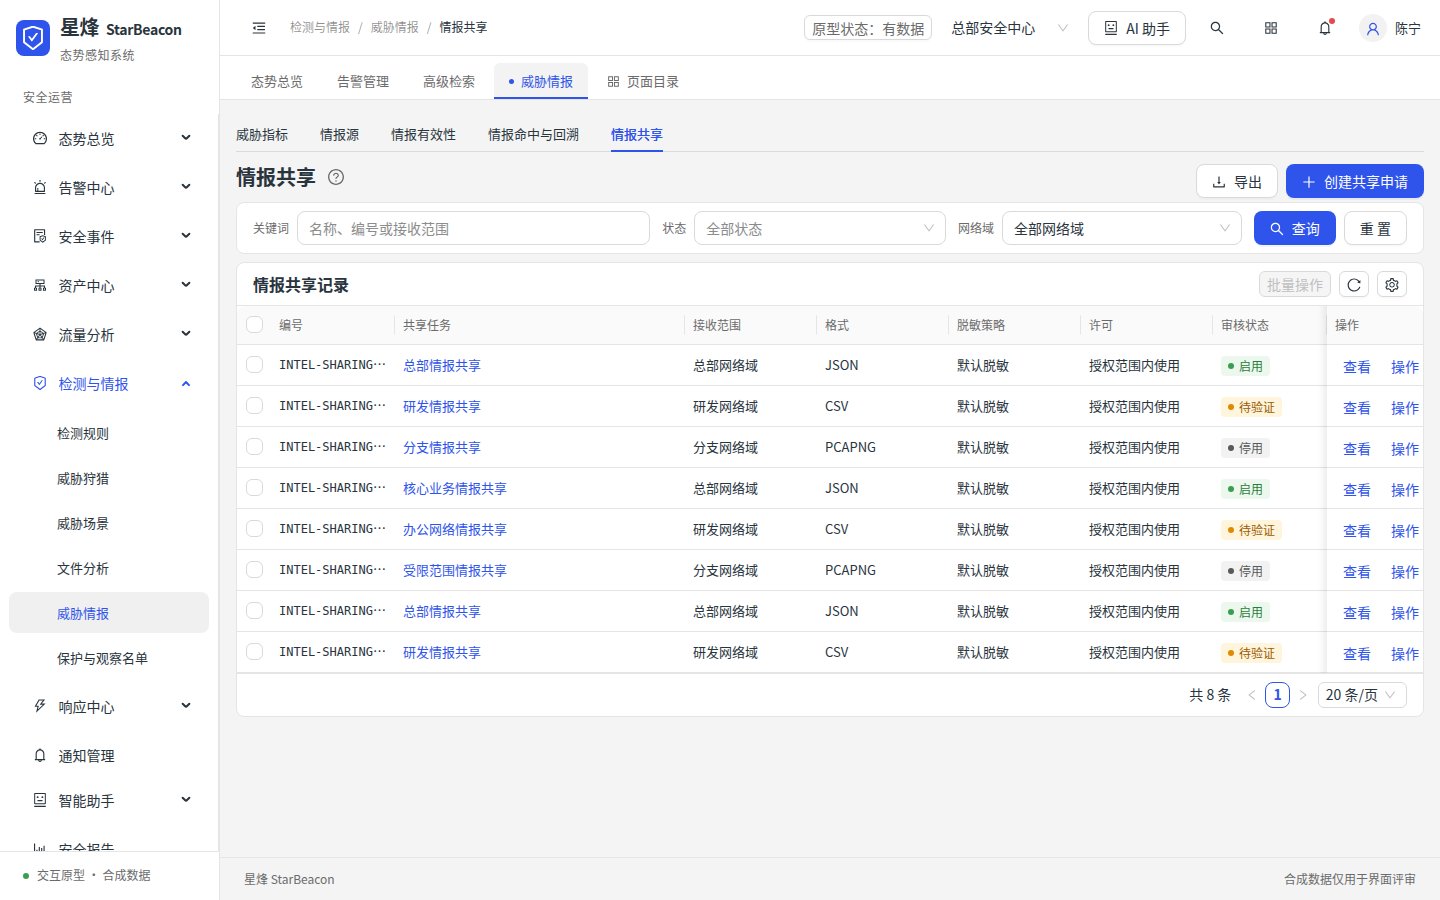 星烽 StarBeacon
态势感知系统
安全运营
态势总览
告警中心
安全事件
资产中心
流量分析
检测与情报
检测规则
威胁狩猎
威胁场景
文件分析
威胁情报
保护与观察名单
响应中心
通知管理
智能助手
安全报告
交互原型 · 合成数据
检测与情报 / 威胁情报 / 情报共享
原型状态：有数据
总部安全中心
AI 助手
陈宁
态势总览 告警管理 高级检索 威胁情报 页面目录
威胁指标 情报源 情报有效性 情报命中与回溯 情报共享
情报共享
导出
创建共享申请
关键词 名称、编号或接收范围 状态 全部状态 网络域 全部网络域 查询 重 置
情报共享记录 批量操作
编号 共享任务 接收范围 格式 脱敏策略 许可 审核状态 操作
INTEL-SHARING··· 总部情报共享 总部网络域 JSON 默认脱敏 授权范围内使用 启用 查看 操作
INTEL-SHARING··· 研发情报共享 研发网络域 CSV 默认脱敏 授权范围内使用 待验证 查看 操作
INTEL-SHARING··· 分支情报共享 分支网络域 PCAPNG 默认脱敏 授权范围内使用 停用 查看 操作
INTEL-SHARING··· 核心业务情报共享 总部网络域 JSON 默认脱敏 授权范围内使用 启用 查看 操作
INTEL-SHARING··· 办公网络情报共享 研发网络域 CSV 默认脱敏 授权范围内使用 待验证 查看 操作
INTEL-SHARING··· 受限范围情报共享 分支网络域 PCAPNG 默认脱敏 授权范围内使用 停用 查看 操作
INTEL-SHARING··· 总部情报共享 总部网络域 JSON 默认脱敏 授权范围内使用 启用 查看 操作
INTEL-SHARING··· 研发情报共享 研发网络域 CSV 默认脱敏 授权范围内使用 待验证 查看 操作
共 8 条 < 1 > 20 条/页
星烽 StarBeacon
合成数据仅用于界面评审